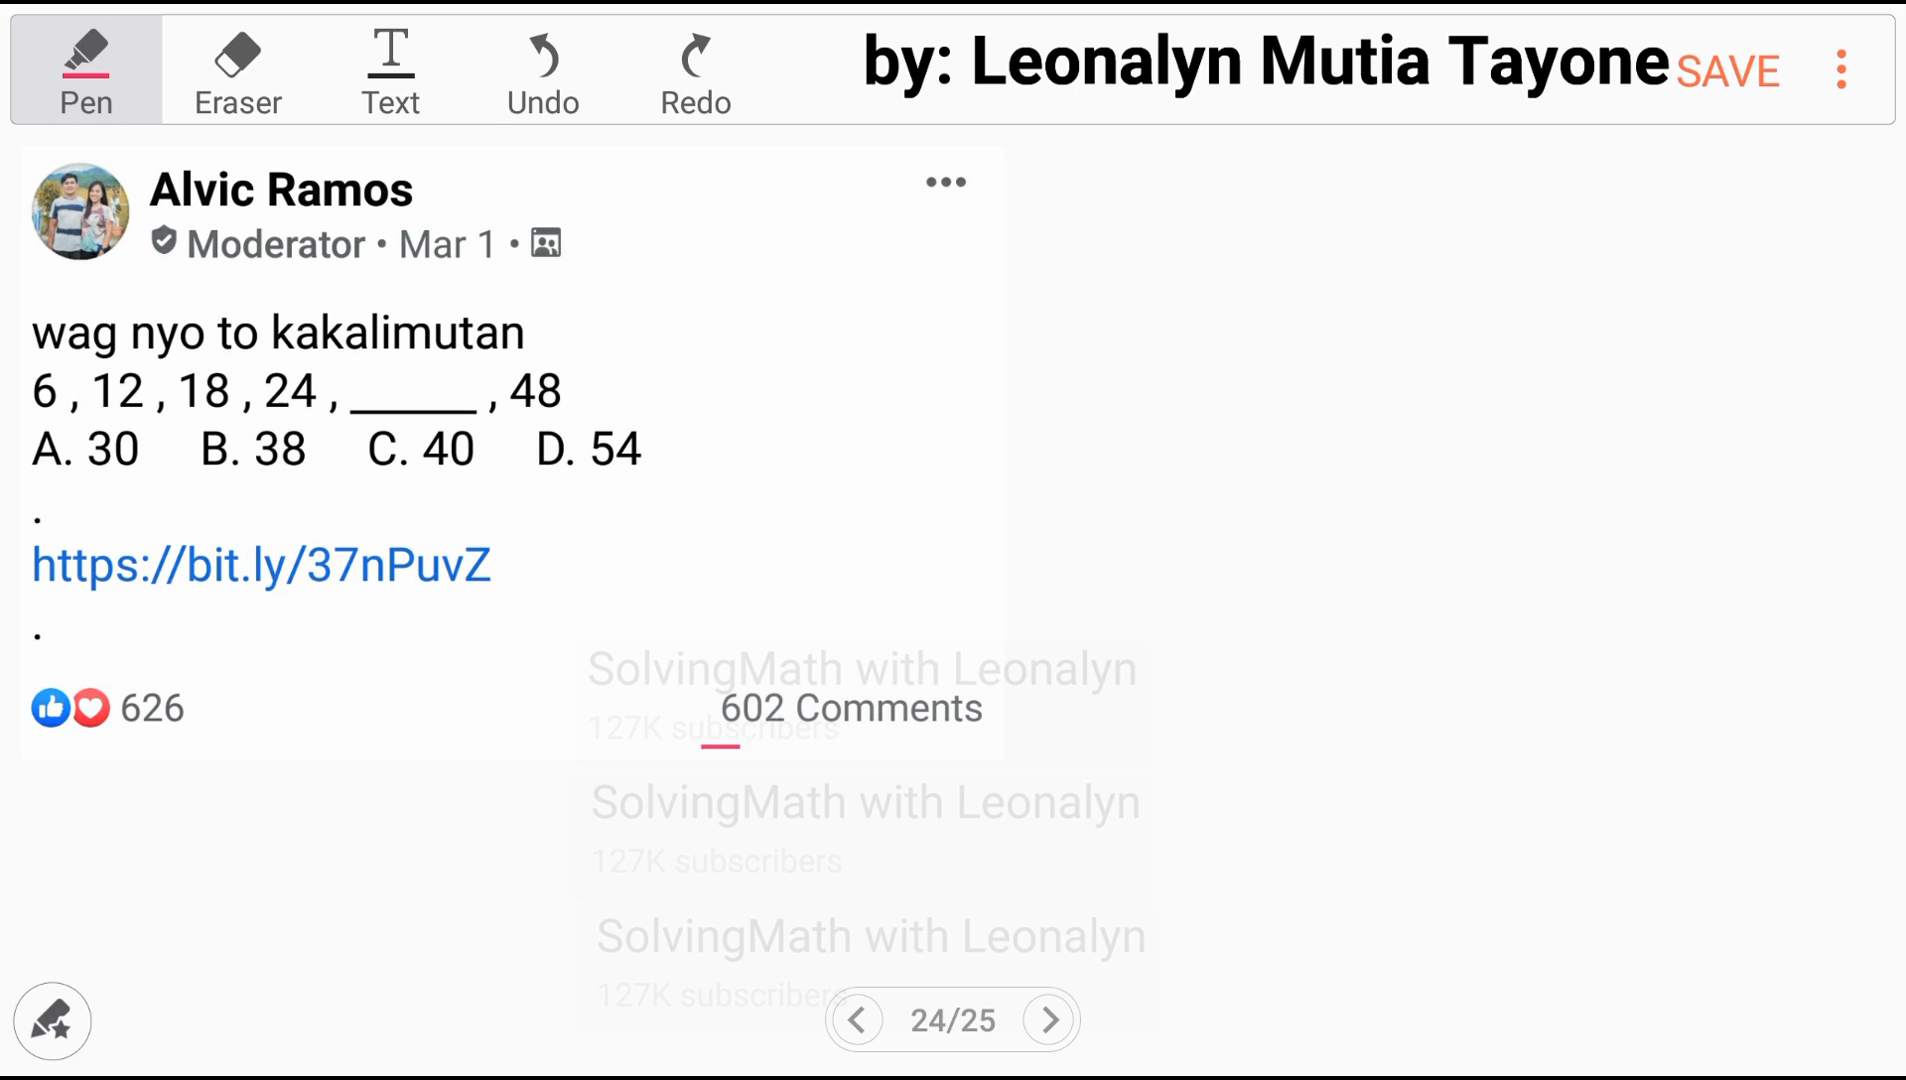 by: Leonalyn Mutia Tayone
SAVE
Pen
Eraser
Text
Undo
Redo
Alvic Ramos
Moderator • Mar 1 •
wag nyo to kakalimutan
6 , 12 , 18 , 24 , ______ , 48
A. 30 B. 38 C. 40 D. 54
.
https://bit.ly/37nPuvZ
.
SolvingMath with Leonalyn
127K subscribers
626
602 Comments
SolvingMath with Leonalyn
127K subscribers
SolvingMath with Leonalyn
127K subscribers
24/25